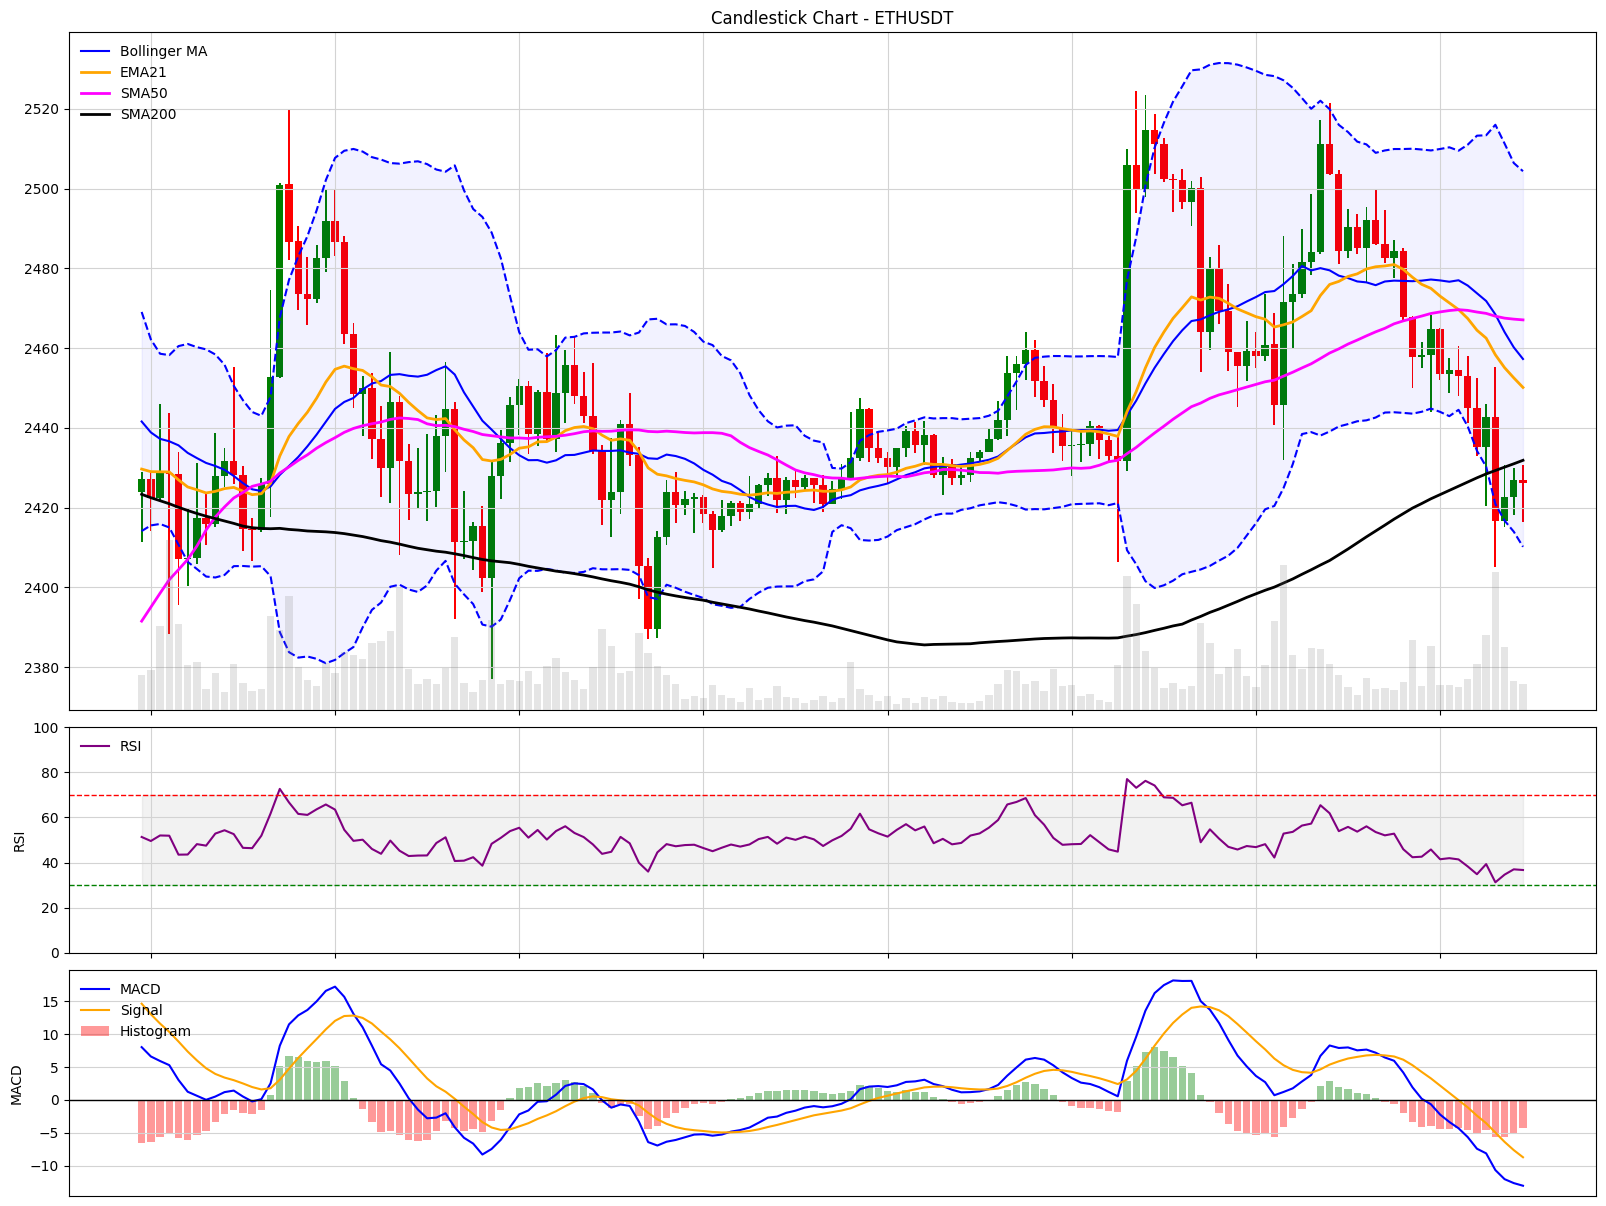 Candlestick Chart - ETHUSDT
Bollinger MA
EMA21
SMA50
SMA200
2520
2500
2480
2460
2440
2420
2400
2380
100
80
60
40
20
0
RSI
RSI
MACD
Signal
Histogram
15
10
5
0
−5
−10
MACD